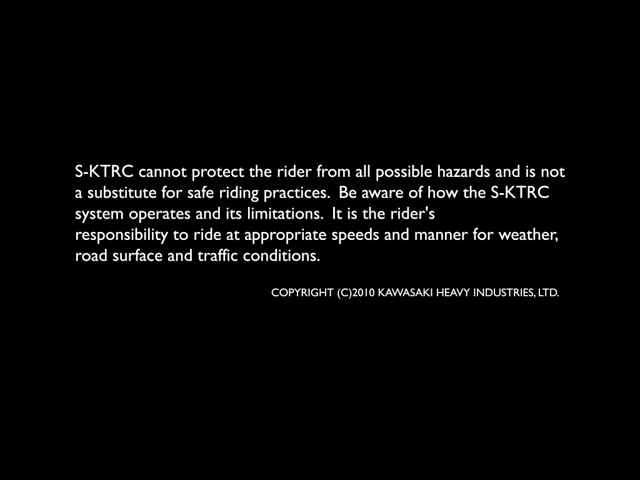 S-KTRC cannot protect the rider from all possible hazards and is not
a substitute for safe riding practices.  Be aware of how the S-KTRC
system operates and its limitations.  It is the rider's
responsibility to ride at appropriate speeds and manner for weather,
road surface and traffic conditions.
COPYRIGHT (C)2010 KAWASAKI HEAVY INDUSTRIES, LTD.